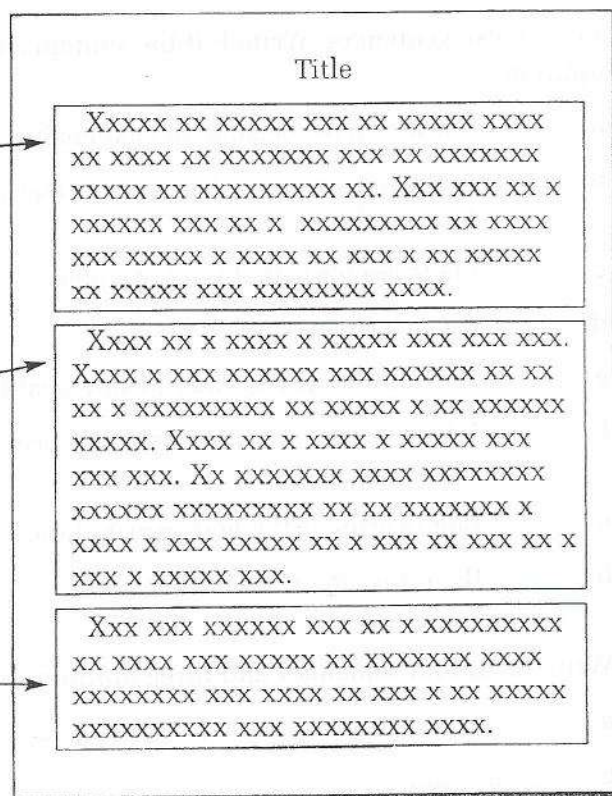 Title
Xxxxx xx xxxxx xxx xx xxxxx xxxx
xx xxxx xx xxxxxxx xxx xx xxxxxxx
xxxxx xx xxxxxxxxx xx. Xxx xxx xx x
xxxxxx xxx xx x xxxxxxxxx xx xxxx
xxx xxxxx x xxxx xx xxx x xx xxxxx
xx xxxxx xxx xxxxxxxx xxxx.
Xxxx xx x xxxx x xxxxx xxx xxx xxx.
Xxxx x xxx xxxxxx xxx xxxxxx xx xx
xx x xxxxxxxxx xx xxxxx x xx xxxxxx
xxxxx. Xxxx xx x xxxx x xxxxx xxx
xxx xxx. Xx xxxxxxx xxxx xxxxxxxx
xxxxxx xxxxxxxxx xx xx xxxxxxx x
xxxx x xxx xxxxx xx x xxx xx xxx xx x
xxx x xxxxx xxx.
Xxx xxx xxxxxx xxx xx x xxxxxxxxx
xx xxxx xxx xxxxx xx xxxxxxx xxxx
xxxxxxxx xxx xxxx xx xxx x xx xxxxx
xxxxxxxxxx xxx xxxxxxxx xxxx.